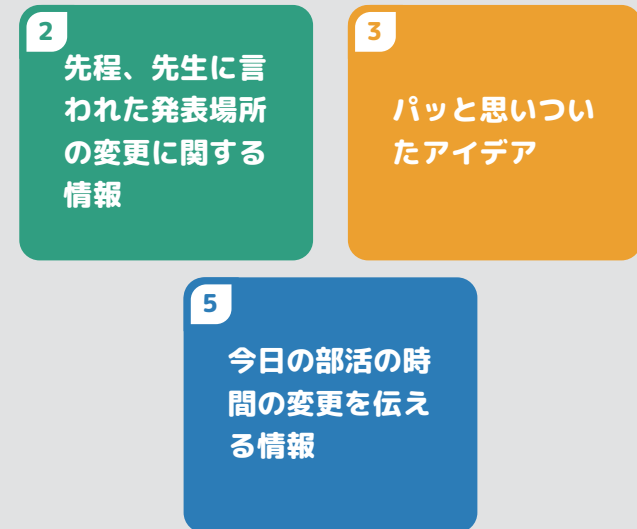 2
先程、先生に言
われた発表場所
の変更に関する
情報
3
パッと思いつい
たアイデア
5
今日の部活の時
間の変更を伝え
る情報